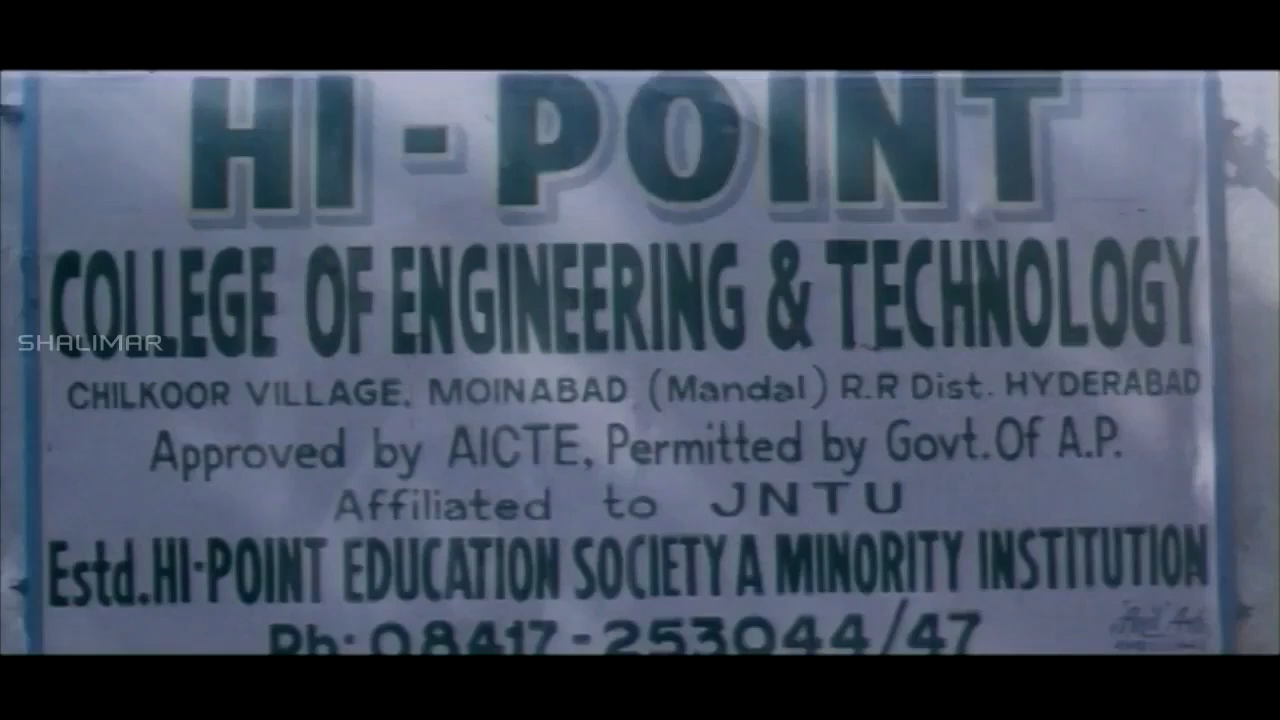 HI-POINT
COLLEGE OF ENGINEERING & TECHNOLOGY
SHALIMAR
CHILKOOR VILLAGE, MOINABAD (Mandal) R.R Dist. HYDERABAD
Approved by AICTE, Permitted by Govt.Of A.P.
Affiliated to JNTU
Estd.HI-POINT EDUCATION SOCIETY A MINORITY INSTITUTION
Ph: 08417-253044/47